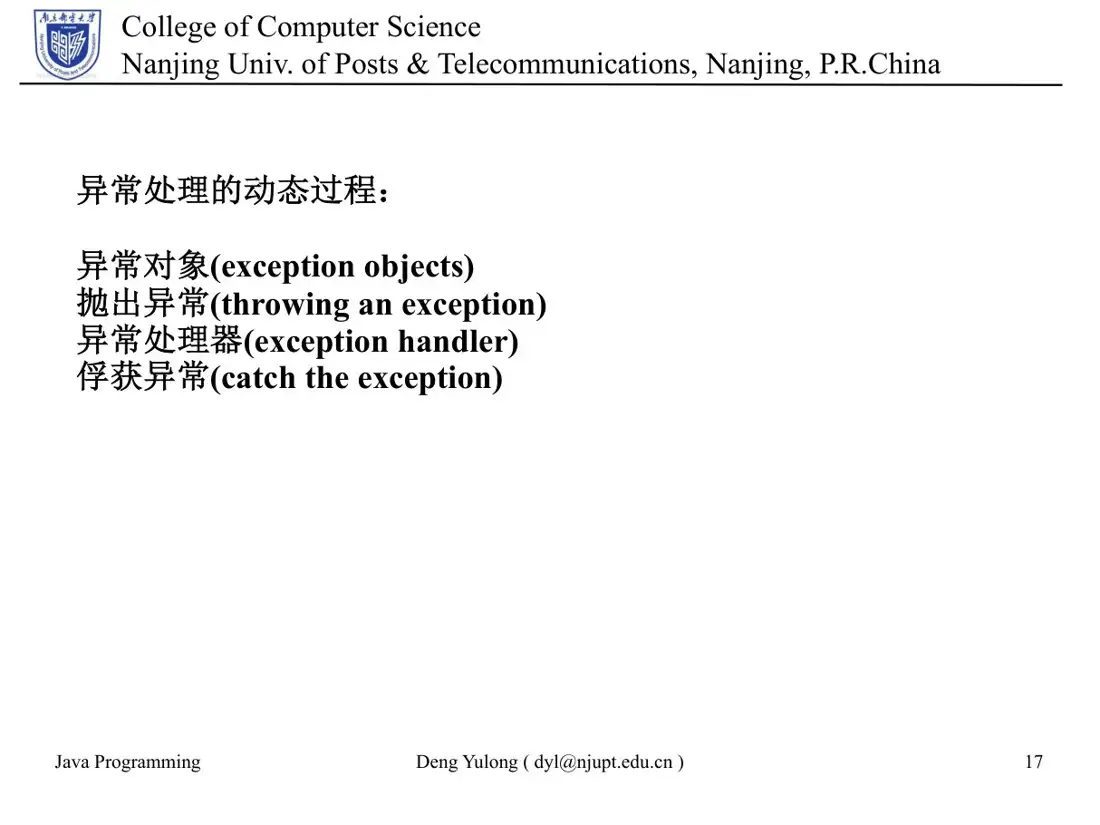 College of Computer Science
Nanjing Univ. of Posts & Telecommunications, Nanjing, P.R.China
异常处理的动态过程：
异常对象(exception objects)
抛出异常(throwing an exception)
异常处理器(exception handler)
俘获异常(catch the exception)
Java Programming
Deng Yulong ( dyl@njupt.edu.cn )
17